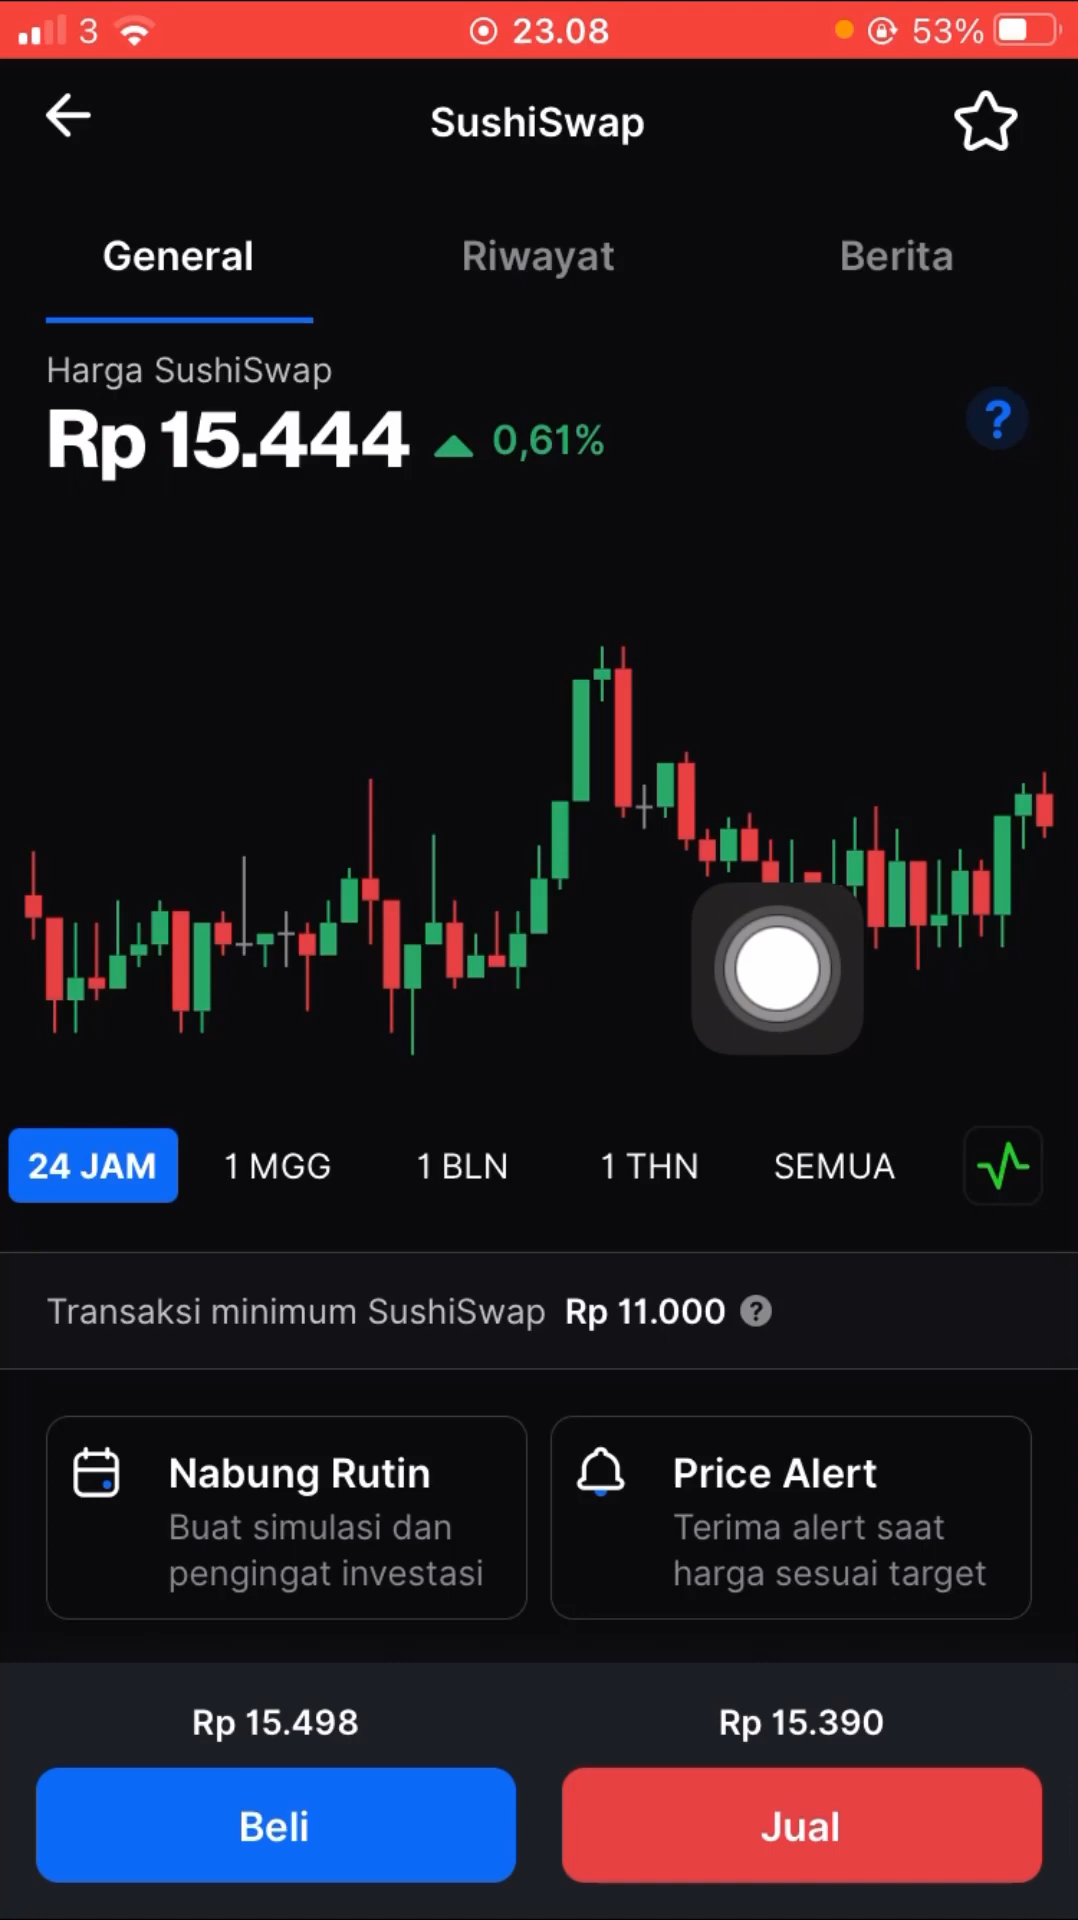 3 23.08 53%
SushiSwap
General Riwayat Berita
Harga SushiSwap
Rp 15.444 0,61%
?
24 JAM 1 MGG 1 BLN 1 THN SEMUA
Transaksi minimum SushiSwap Rp 11.000 ?
Nabung Rutin
Buat simulasi dan
pengingat investasi
Price Alert
Terima alert saat
harga sesuai target
Rp 15.498 Rp 15.390
Beli Jual